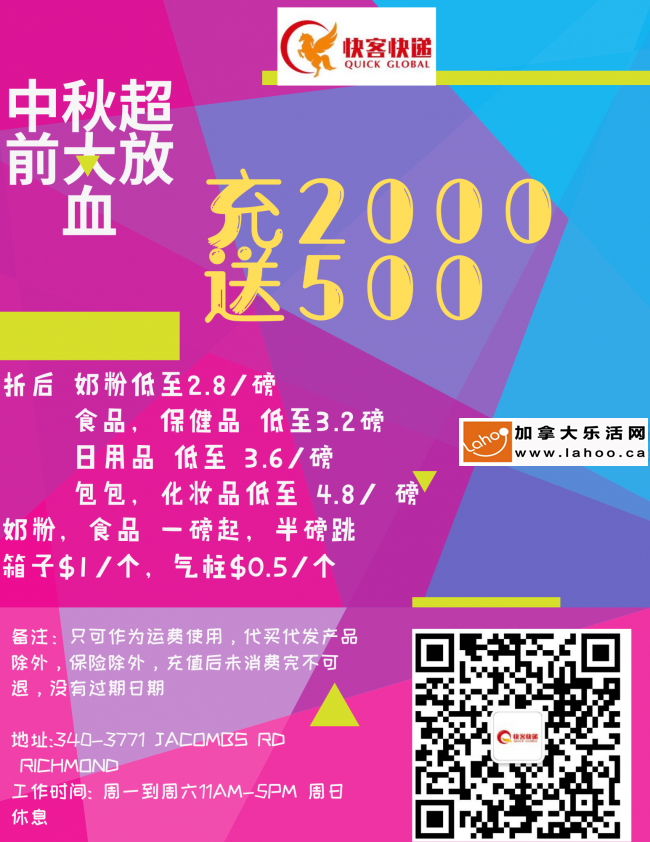 快客快递
QUICK GLOBAL
中秋超
前大放
血
充2000
送500
折后 奶粉低至2.8/磅
食品，保健品 低至3.2磅
日用品 低至 3.6/磅
包包，化妆品低至 4.8/ 磅
奶粉，食品 一磅起，半磅跳
箱子$1/个，气柱$0.5/个
Lahoo
加拿大乐活网
www.lahoo.ca
备注：只可作为运费使用，代买代发产品
除外，保险除外，充值后未消费完不可
退，没有过期日期
地址:340-3771 JACOMBS RD
RICHMOND
工作时间：周一到周六11AM-5PM 周日
休息
快客快递